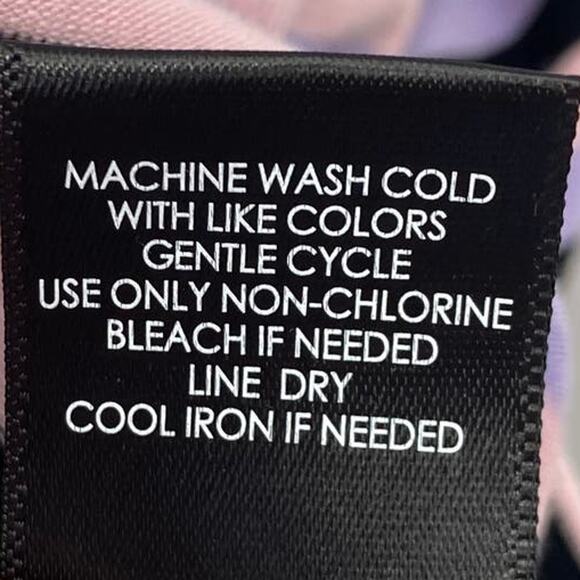 MACHINE WASH COLD
WITH LIKE COLORS
GENTLE CYCLE
USE ONLY NON-CHLORINE
BLEACH IF NEEDED
LINE DRY
COOL IRON IF NEEDED